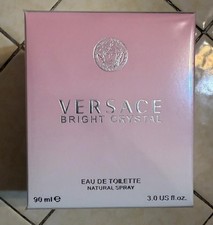 VERSACE
BRIGHT CRYSTAL
EAU DE TOILETTE
NATURAL SPRAY
90 ml e 3.0 US fl oz.